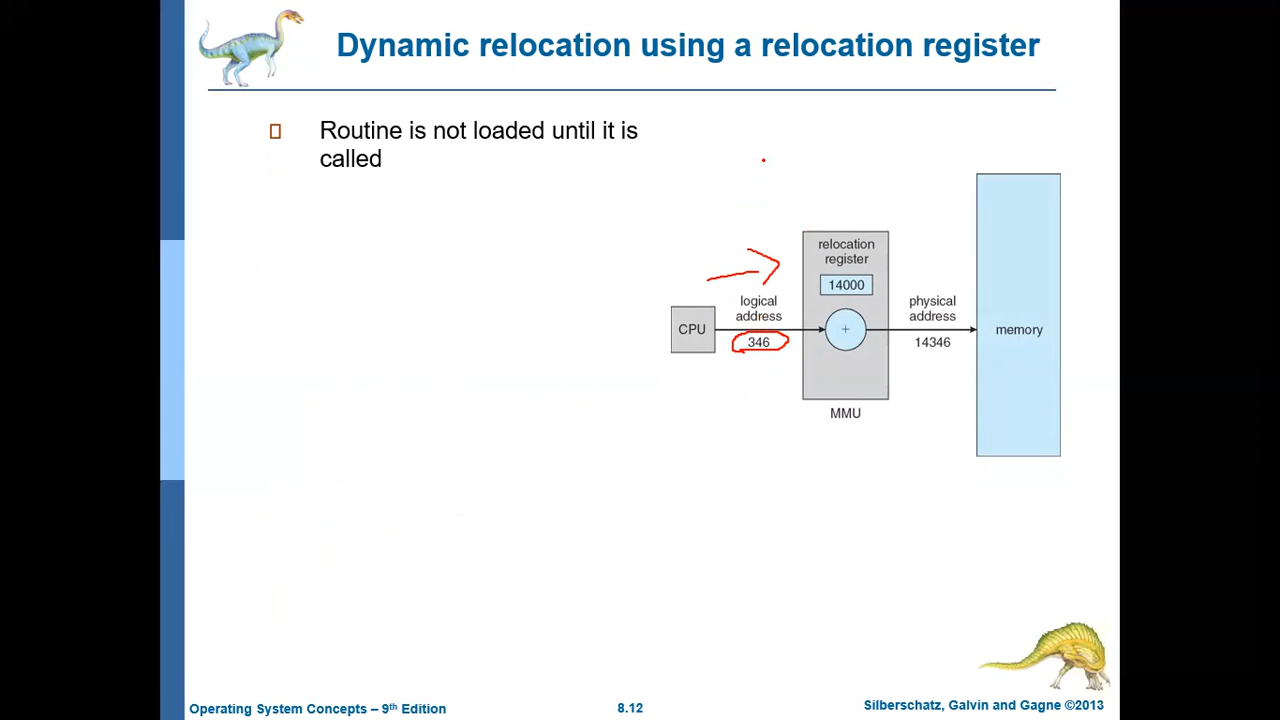 Dynamic relocation using a relocation register
Routine is not loaded until it is
called
relocation
register
14000
logical
address
physical
address
CPU
+
memory
346
14346
MMU
Operating System Concepts – 9th Edition
8.12
Silberschatz, Galvin and Gagne ©2013